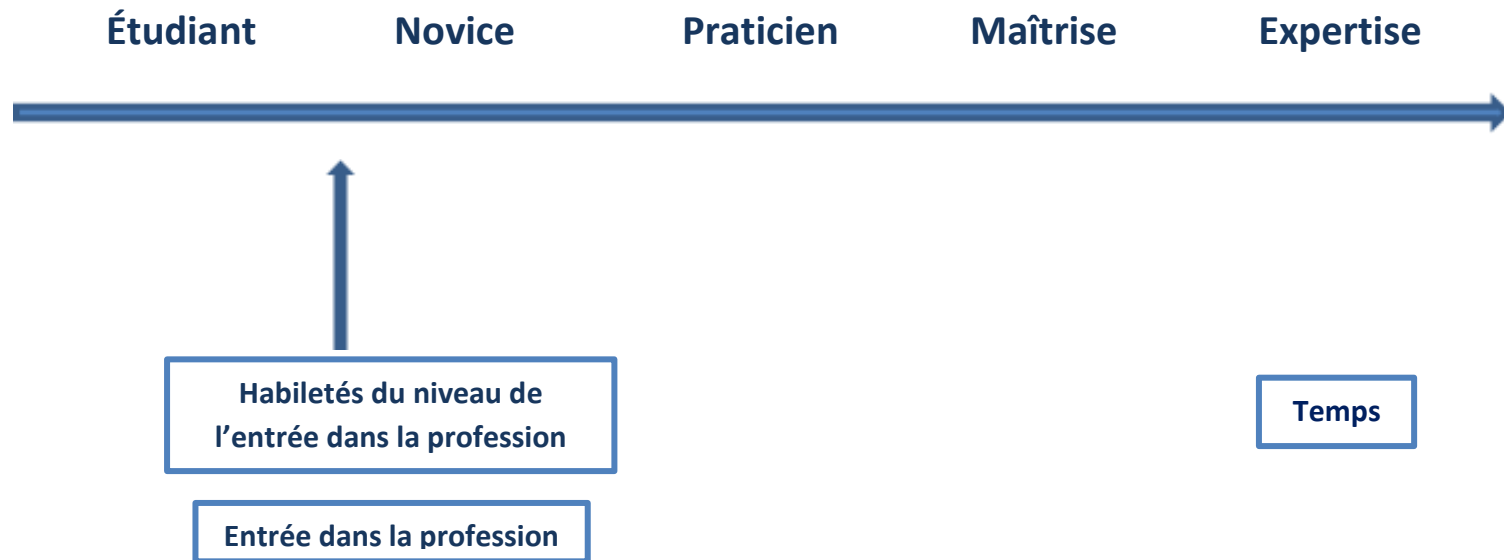 Étudiant Novice Praticien Maîtrise Expertise
Habiletés du niveau de
l’entrée dans la profession
Temps
Entrée dans la profession